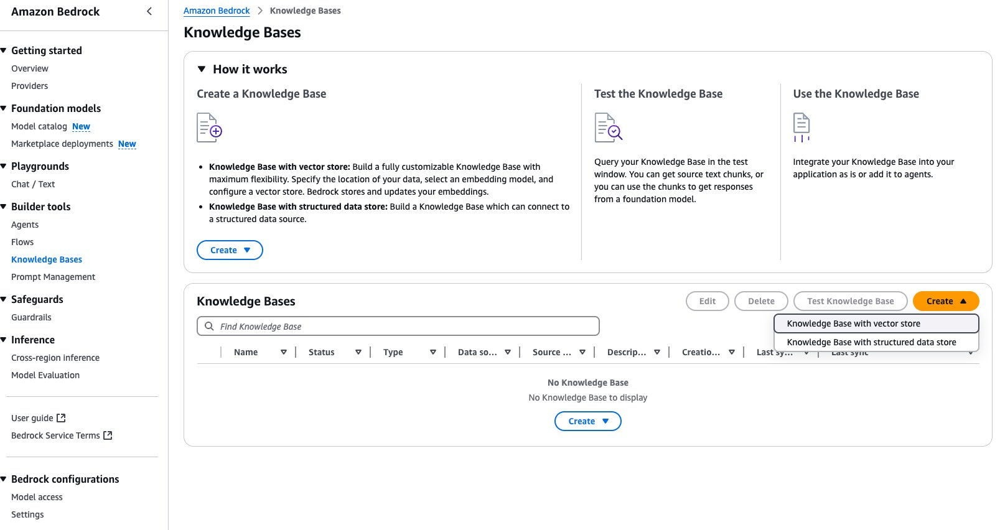 Amazon Bedrock
Getting started
Overview
Providers
Foundation models
Model catalog New
Marketplace deployments New
Playgrounds
Chat / Text
Builder tools
Agents
Flows
Knowledge Bases
Prompt Management
Safeguards
Guardrails
Inference
Cross-region inference
Model Evaluation
User guide
Bedrock Service Terms
Bedrock configurations
Model access
Settings
Amazon Bedrock > Knowledge Bases
Knowledge Bases
How it works
Create a Knowledge Base
• Knowledge Base with vector store: Build a fully customizable Knowledge Base with
maximum flexibility. Specify the location of your data, select an embedding model, and
configure a vector store. Bedrock stores and updates your embeddings.
• Knowledge Base with structured data store: Build a Knowledge Base which can connect to
a structured data source.
Create
Test the Knowledge Base
Query your Knowledge Base in the test
window. You can get source text chunks, or
you can use the chunks to get responses
from a foundation model.
Use the Knowledge Base
Integrate your Knowledge Base into your
application as is or add it to agents.
Knowledge Bases
Edit Delete Test Knowledge Base Create
Find Knowledge Base
Knowledge Base with vector store
Knowledge Base with structured data store
Name Status Type Data so... Source ... Descrip... Creatio... Last sy... Last sync
No Knowledge Base
No Knowledge Base to display
Create